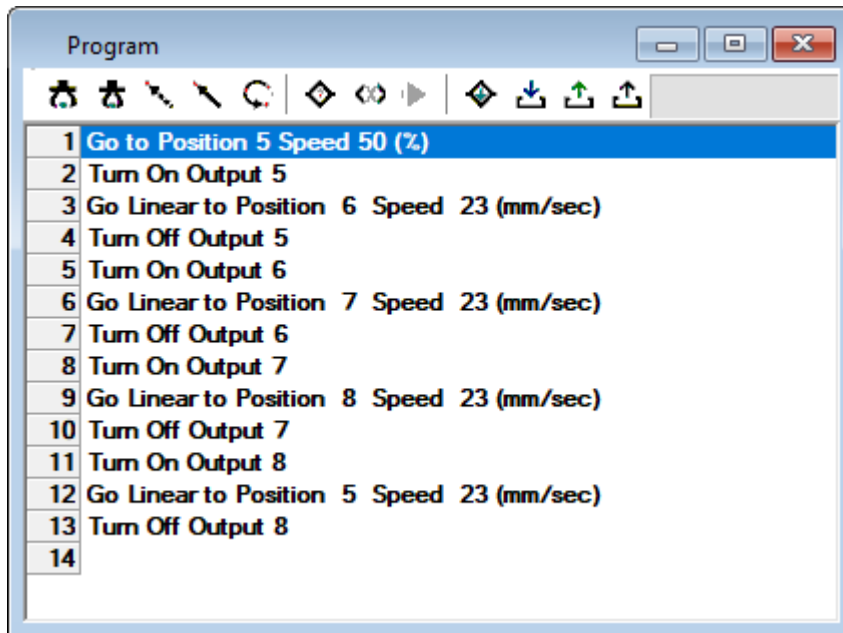 Program
1 Go to Position 5 Speed 50 (%)
2 Turn On Output 5
3 Go Linear to Position 6 Speed 23 (mm/sec)
4 Turn Off Output 5
5 Turn On Output 6
6 Go Linear to Position 7 Speed 23 (mm/sec)
7 Turn Off Output 6
8 Turn On Output 7
9 Go Linear to Position 8 Speed 23 (mm/sec)
10 Turn Off Output 7
11 Turn On Output 8
12 Go Linear to Position 5 Speed 23 (mm/sec)
13 Turn Off Output 8
14